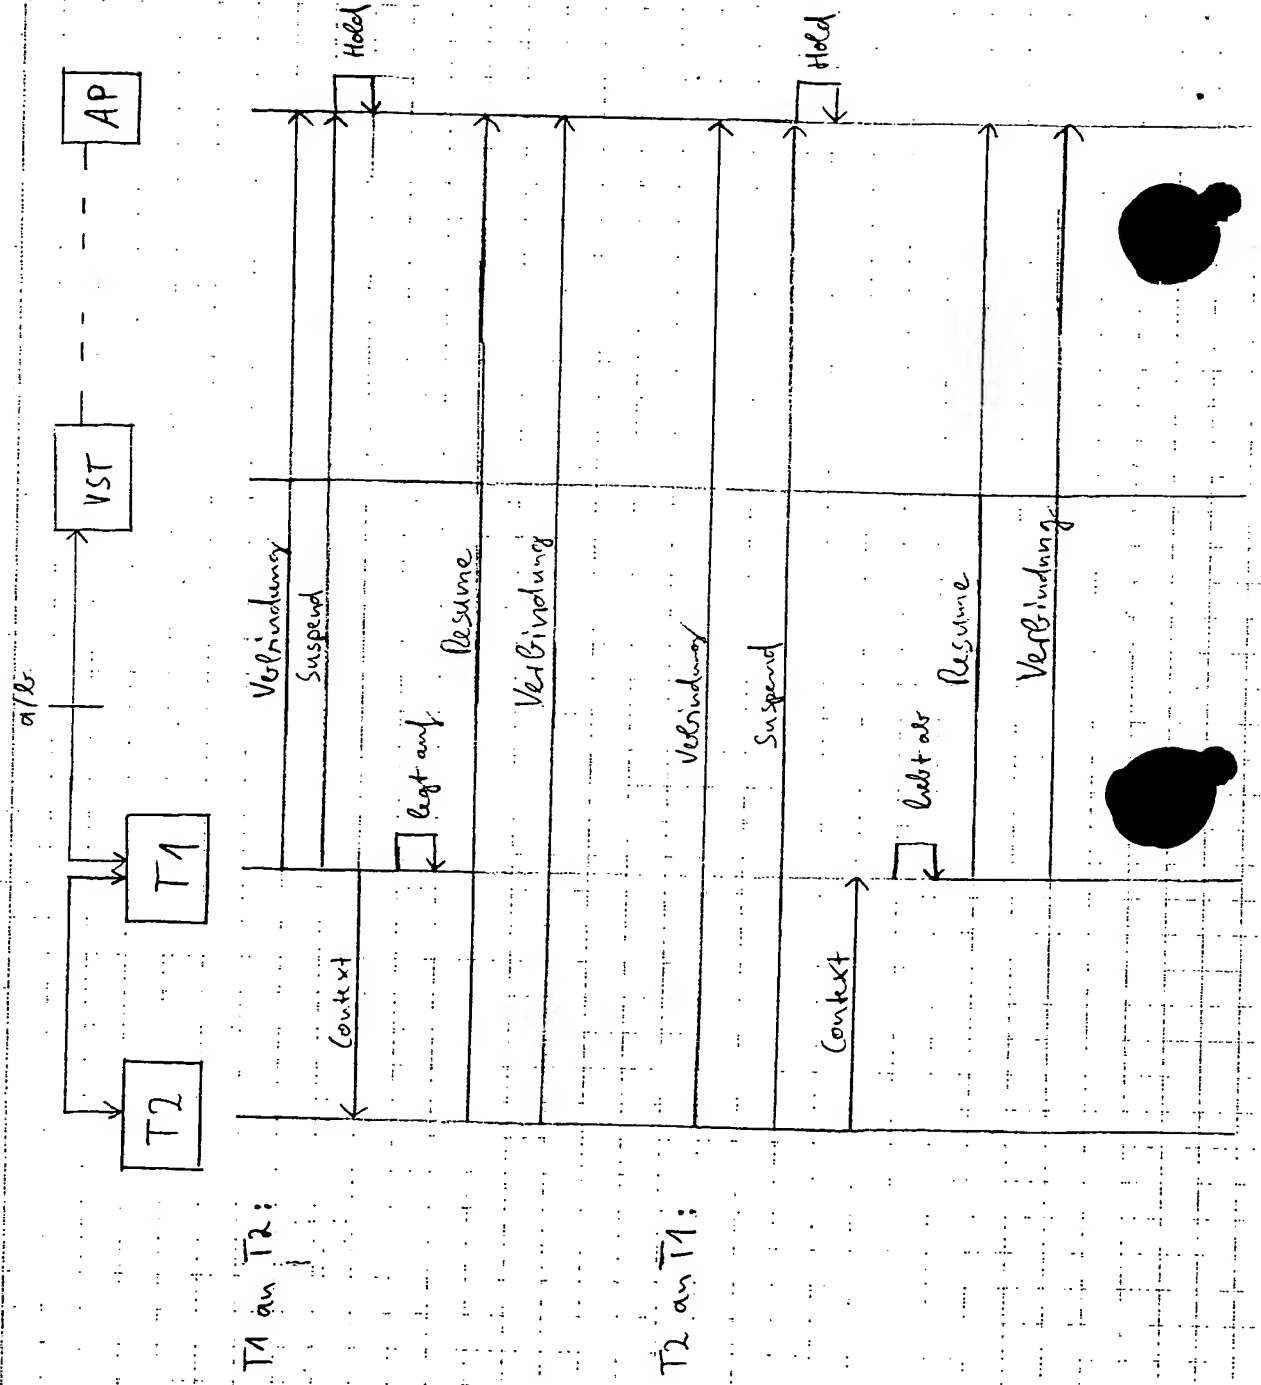 a/b
T2
T1
VST
AP
T1 an T2:
Verbindung
Suspend
Hold
Context
legt auf
Resume
Verbindung
T2 an T1:
Verbindung
Suspend
Hold
Context
hebt ab
Resume
Verbindung